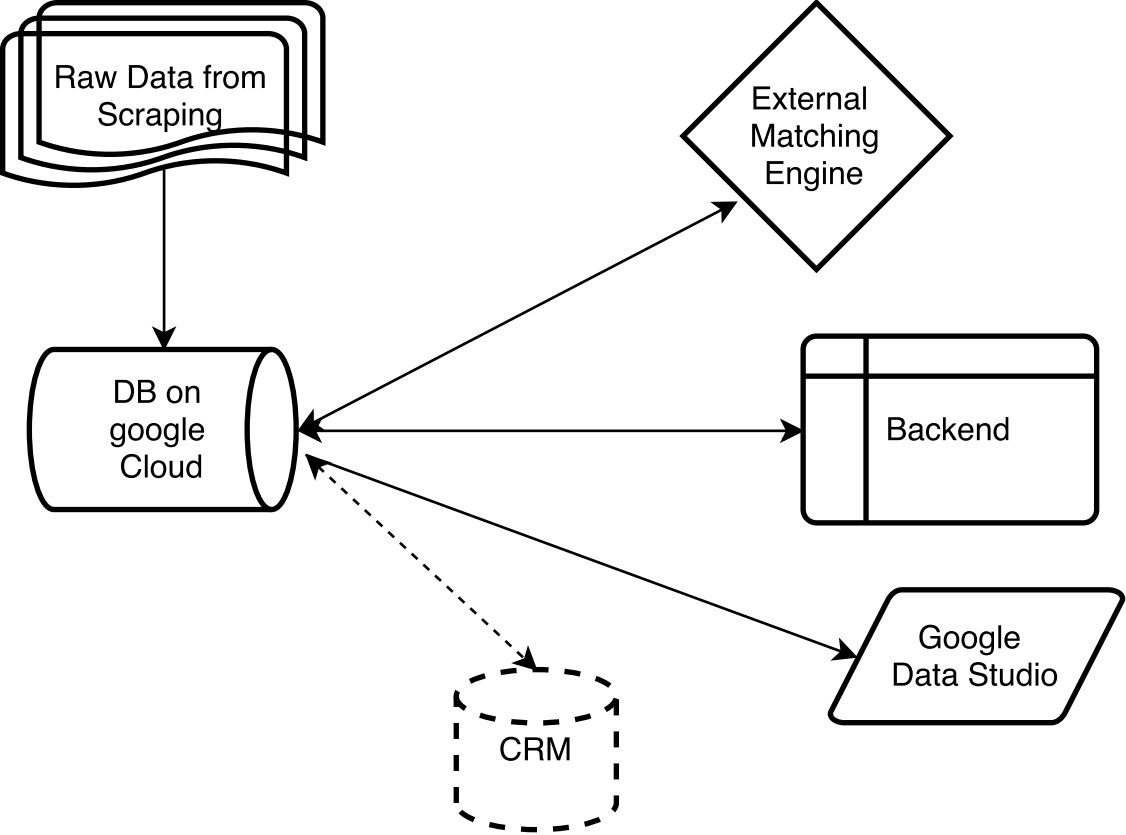 Raw Data from
Scraping
External
Matching
Engine
DB on
google
Cloud
Backend
Google
Data Studio
CRM